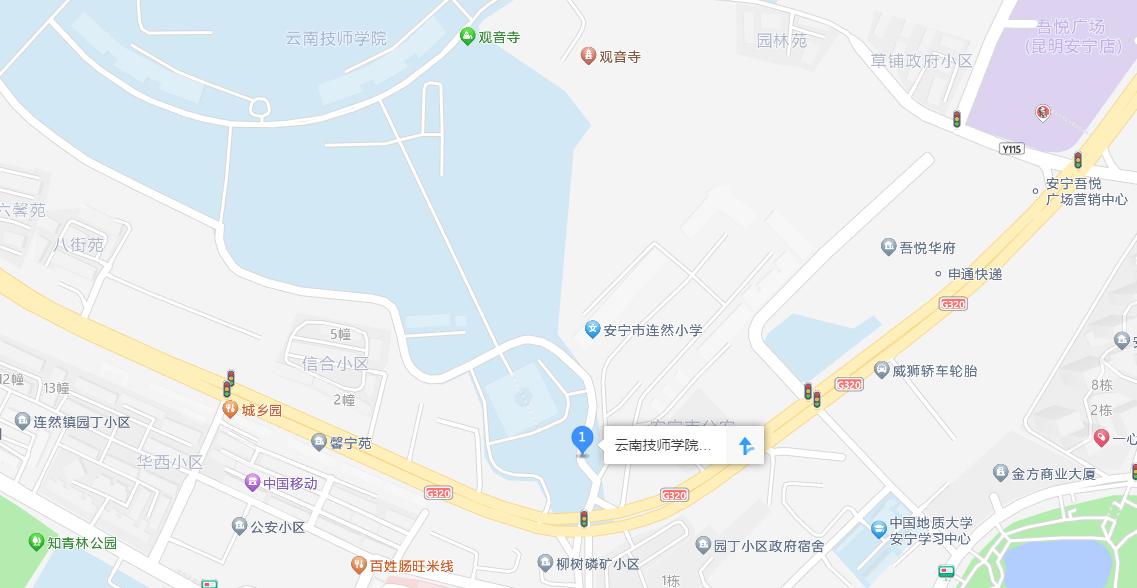 云南技师学院
观音寺
观音寺
园林苑
草铺政府小区
吾悦广场
(昆明安宁店)
Y115
安宁吾悦
广场营销中心
六馨苑
八街苑
吾悦华府
申通快递
G320
安宁市连然小学
5幢
信合小区
2幢
12幢
13幢
G320
威狮轿车轮胎
8栋
2栋
城乡园
连然镇园丁小区
馨宁苑
1
云南技师学院...
一心
华西小区
中国移动
G320
G320
金方商业大厦
公安小区
中国地质大学
安宁学习中心
知青林公园
园丁小区政府宿舍
百姓肠旺米线
柳树磷矿小区
1栋